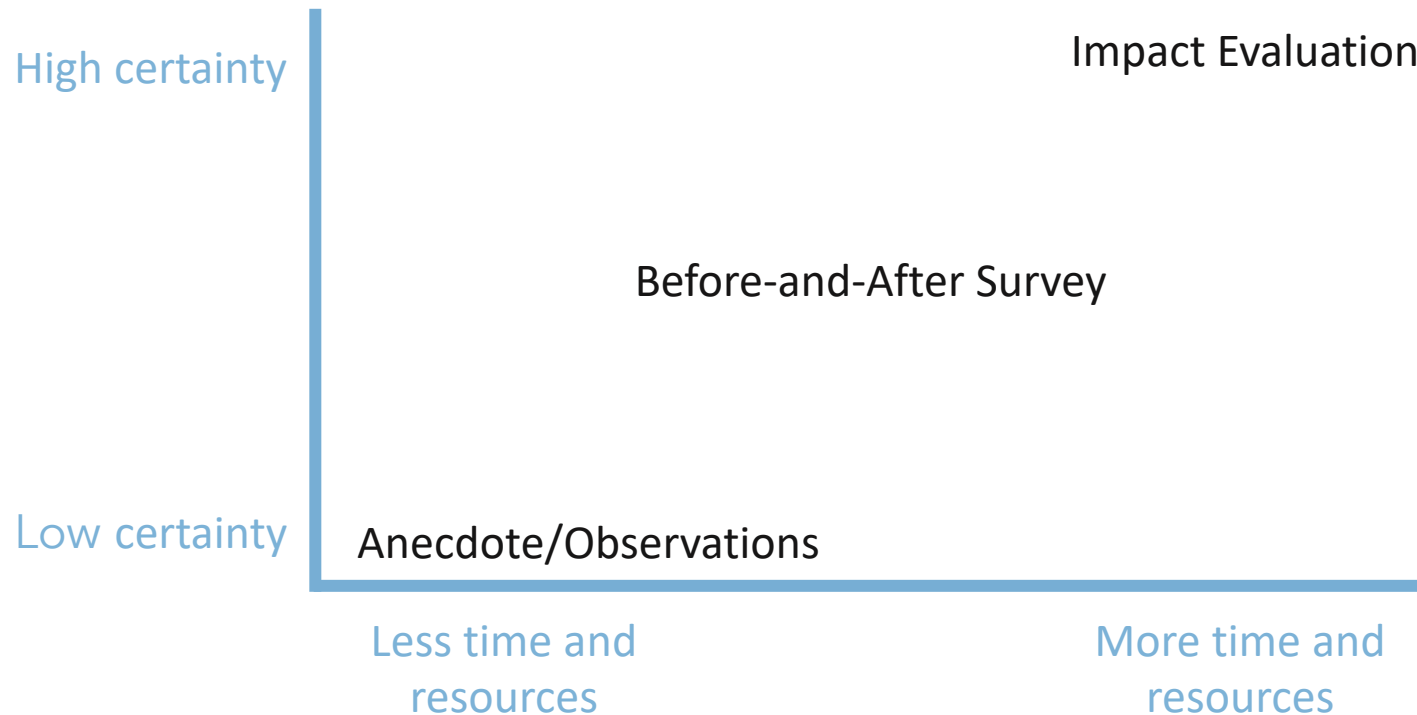 High certainty
Impact Evaluation
Before-and-After Survey
Low certainty
Anecdote/Observations
Less time and
resources
More time and
resources